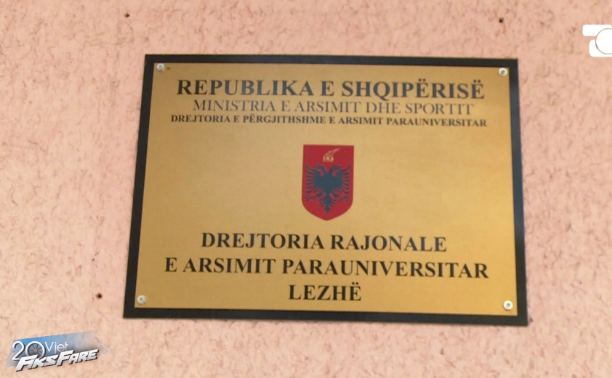 REPUBLIKA E SHQIPËRISË
MINISTRIA E ARSIMIT DHE SPORTIT
DREJTORIA E PËRGJITHSHME E ARSIMIT PARAUNIVERSITAR
DREJTORIA RAJONALE
E ARSIMIT PARAUNIVERSITAR
LEZHË
20 Vjet
FIKS FARE